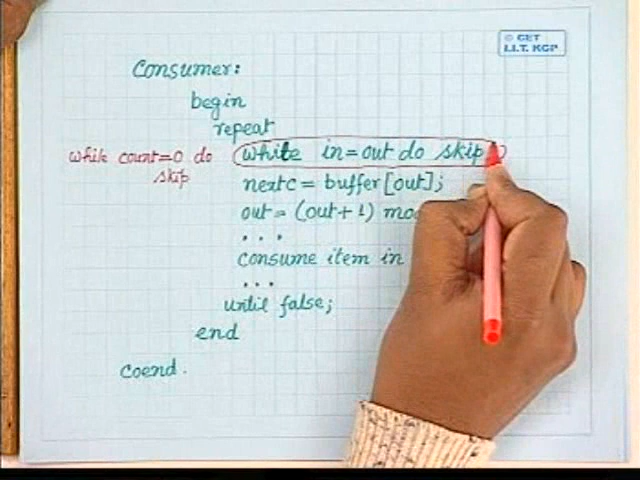 © CET
I.I.T. KGP
Consumer:
begin
repeat
while count=0 do skip
while in=out do skip
nextc = buffer[out];
out = (out+1)
...
consume item in
...
until false;
end
coend.